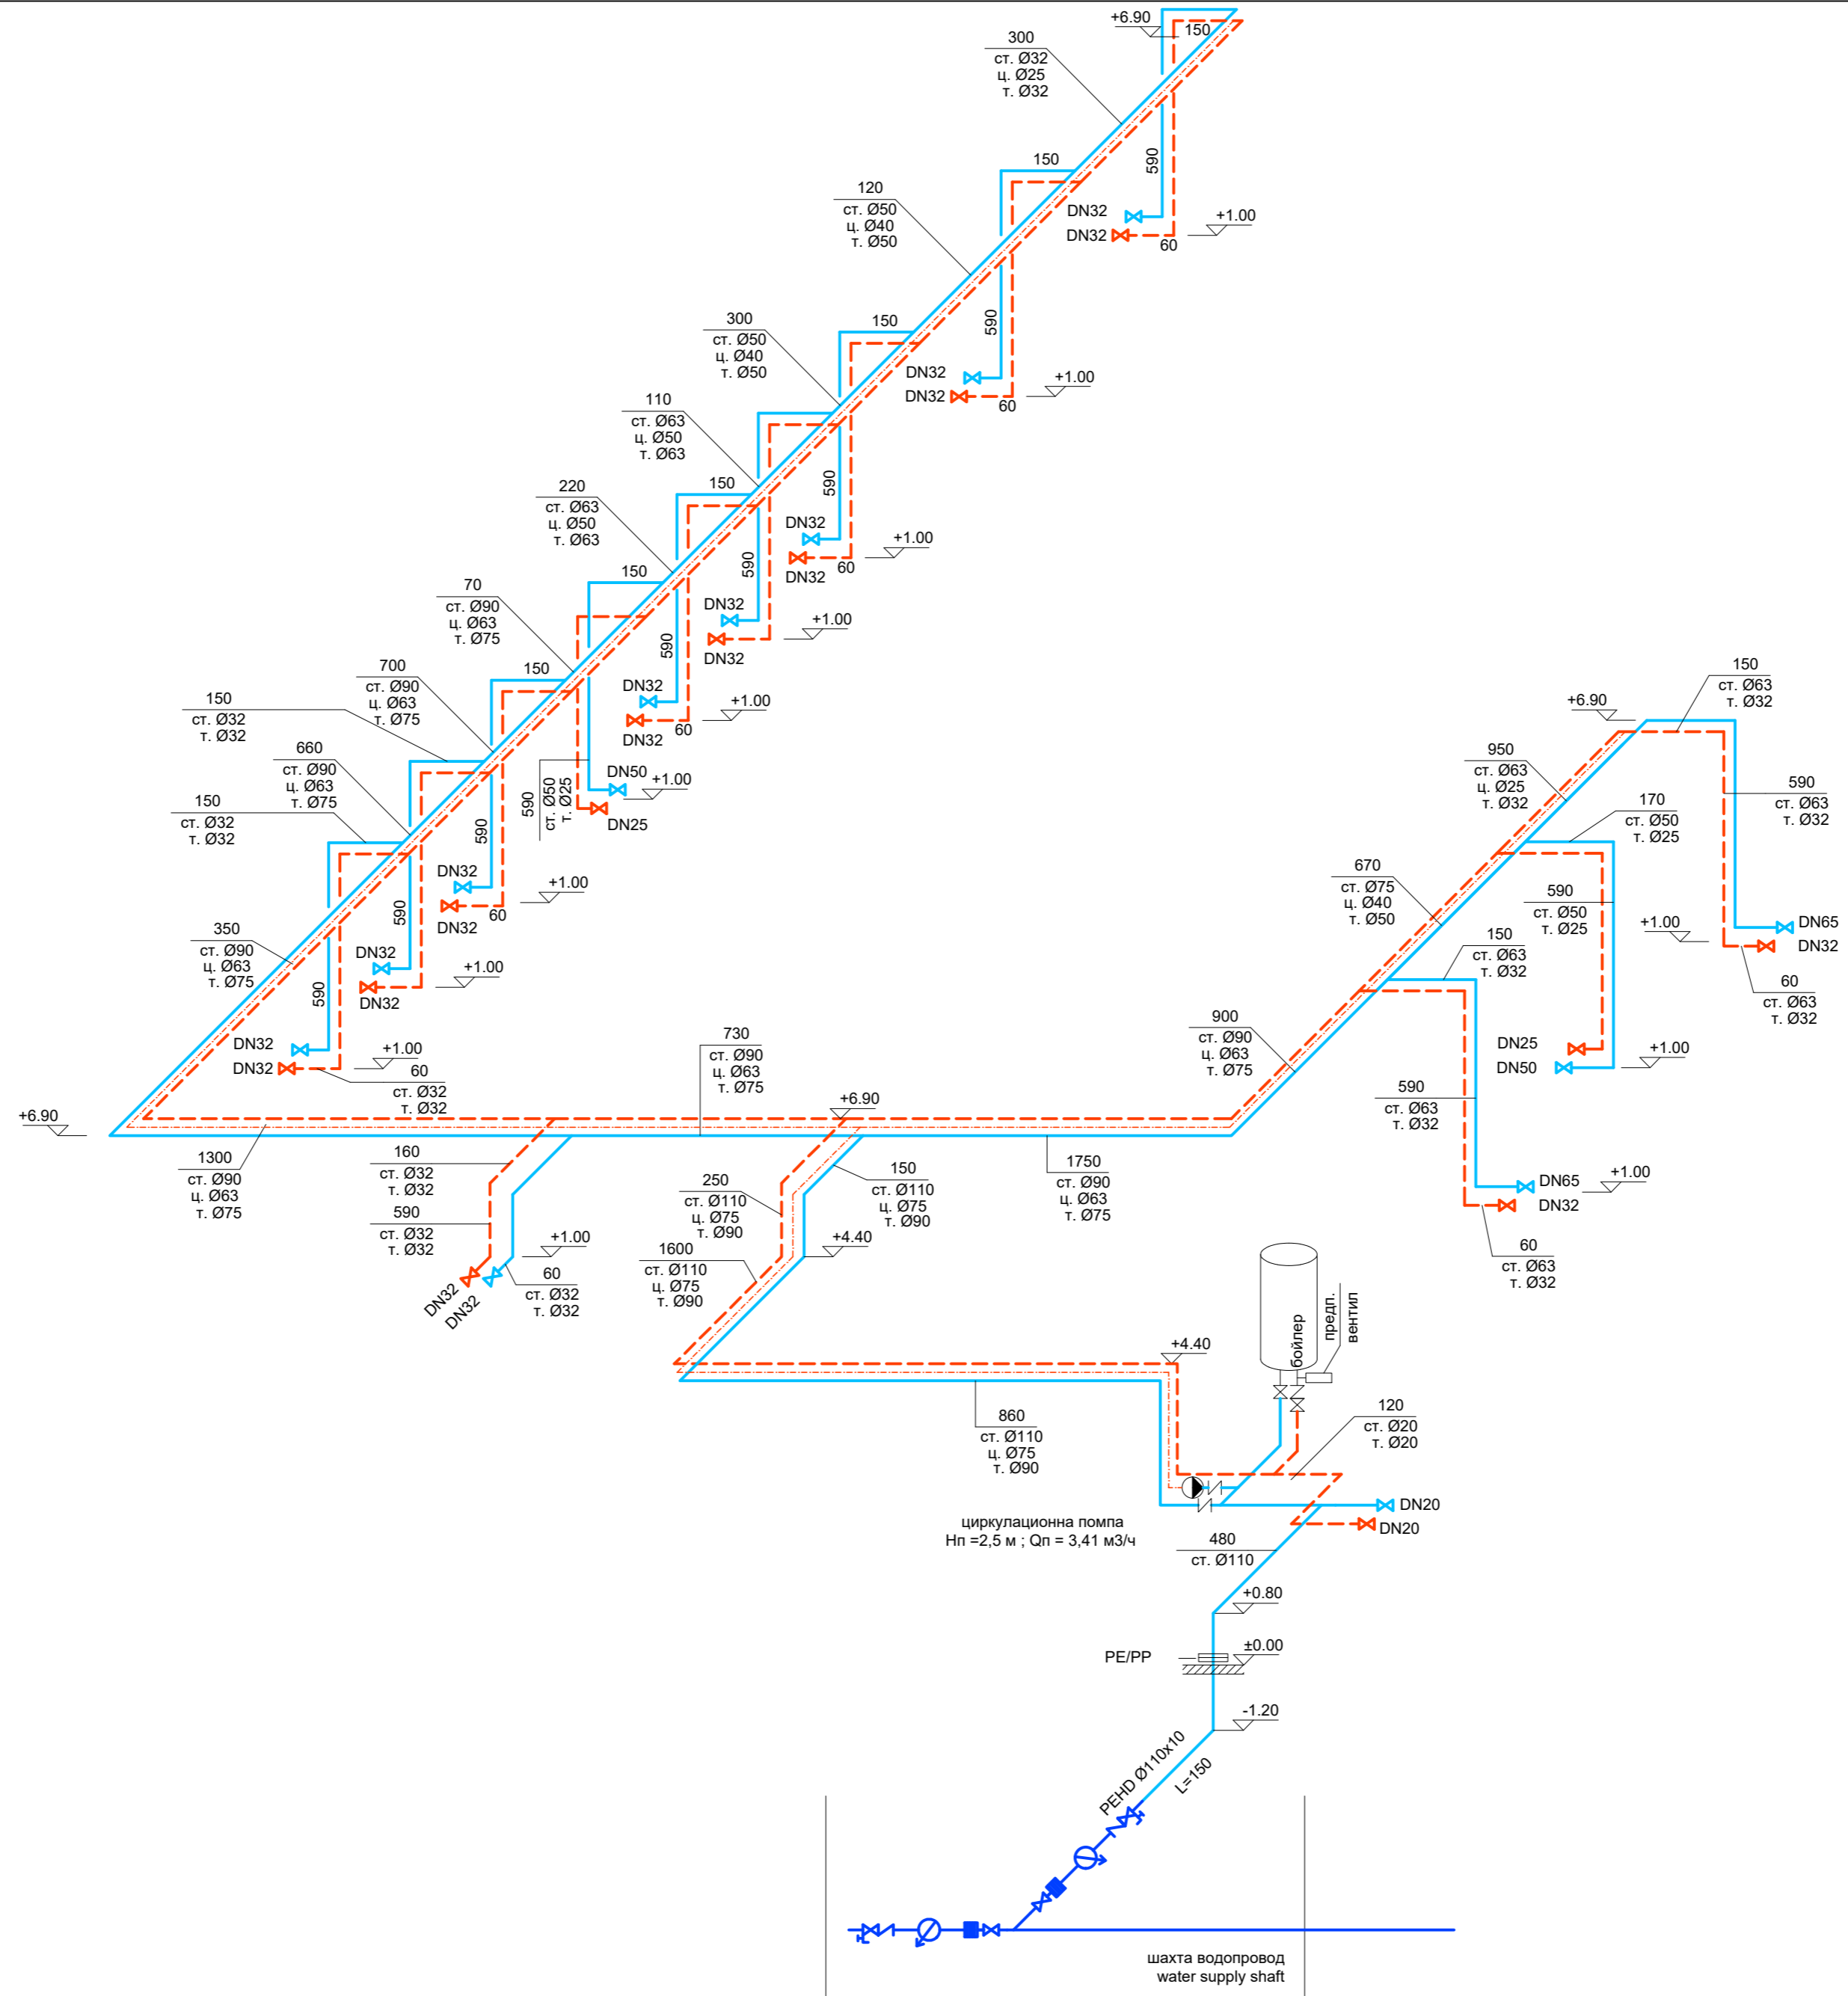 +6.90
150
300
ст. Ø32
ц. Ø25
т. Ø32
590
DN32
DN32
60
+1.00
150
120
ст. Ø50
ц. Ø40
т. Ø50
590
DN32
DN32
60
+1.00
150
300
ст. Ø50
ц. Ø40
т. Ø50
590
DN32
DN32
60
+1.00
110
ст. Ø63
ц. Ø50
т. Ø63
150
590
DN32
DN32
+1.00
220
ст. Ø63
ц. Ø50
т. Ø63
150
590
DN32
DN32
60
+1.00
70
ст. Ø90
ц. Ø63
т. Ø75
150
590
ст. Ø50
т. Ø25
DN50
+1.00
DN25
700
ст. Ø90
ц. Ø63
т. Ø75
150
ст. Ø32
т. Ø32
590
DN32
DN32
60
+1.00
660
ст. Ø90
ц. Ø63
т. Ø75
150
ст. Ø32
т. Ø32
590
DN32
DN32
+1.00
350
ст. Ø90
ц. Ø63
т. Ø75
590
DN32
DN32
+1.00
60
ст. Ø32
т. Ø32
+6.90
1300
ст. Ø90
ц. Ø63
т. Ø75
730
ст. Ø90
ц. Ø63
т. Ø75
+6.90
160
ст. Ø32
т. Ø32
590
ст. Ø32
т. Ø32
+1.00
60
ст. Ø32
т. Ø32
DN32
DN32
250
ст. Ø110
ц. Ø75
т. Ø90
150
ст. Ø110
ц. Ø75
т. Ø90
+4.40
1600
ст. Ø110
ц. Ø75
т. Ø90
1750
ст. Ø90
ц. Ø63
т. Ø75
900
ст. Ø90
ц. Ø63
т. Ø75
670
ст. Ø75
ц. Ø40
т. Ø50
950
ст. Ø63
ц. Ø25
т. Ø32
+6.90
150
ст. Ø63
т. Ø32
590
ст. Ø63
т. Ø32
170
ст. Ø50
т. Ø25
590
ст. Ø50
т. Ø25
+1.00
DN65
DN32
60
ст. Ø63
т. Ø32
150
ст. Ø63
т. Ø32
DN25
DN50
+1.00
590
ст. Ø63
т. Ø32
DN65
DN32
+1.00
60
ст. Ø63
т. Ø32
бойлер
предп.
вентил
+4.40
860
ст. Ø110
ц. Ø75
т. Ø90
120
ст. Ø20
т. Ø20
DN20
DN20
циркулационна помпа
Нп =2,5 м ; Qп = 3,41 м3/ч
480
ст. Ø110
+0.80
PE/PP
±0.00
-1.20
PEHD Ø110x10
L=150
шахта водопровод
water supply shaft